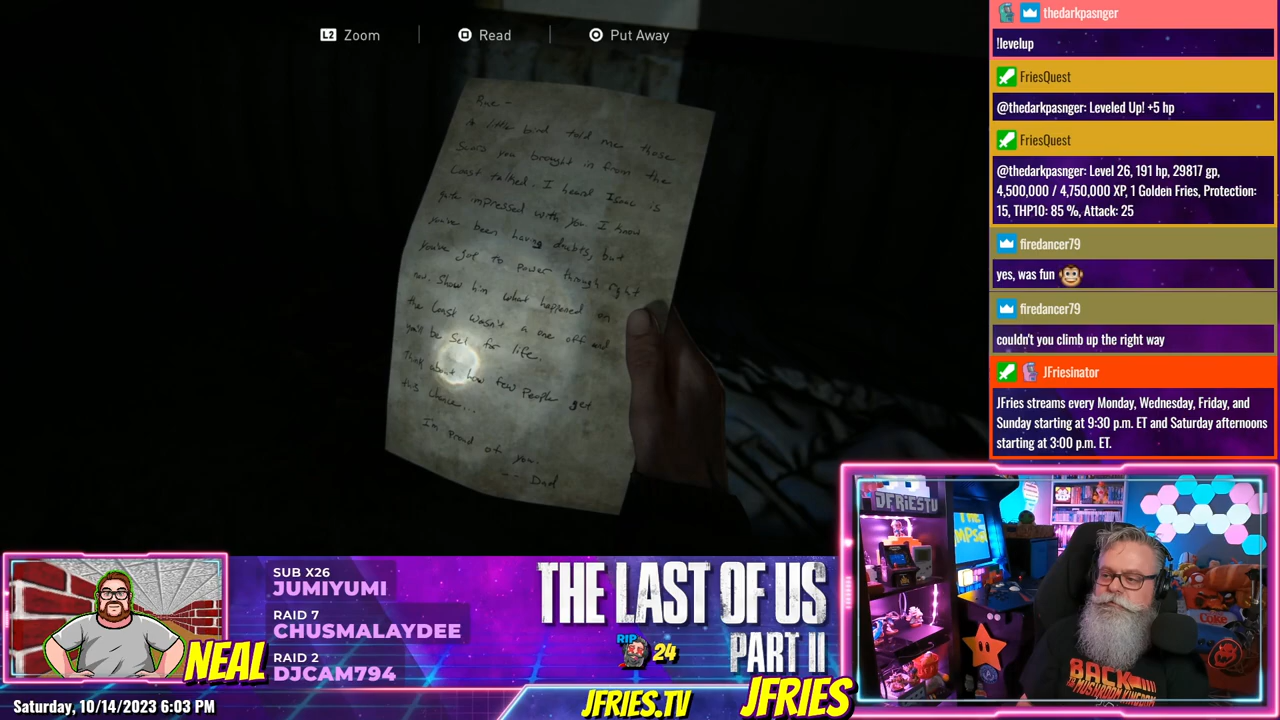 L2 Zoom
Read
Put Away
A little bird told me those
Scars you brought in from the
Coast talked. I heard Isaac is
quite impressed with you. I know
you've been having doubts, but
you've got to power through right
now. Show him what happened on
the Coast wasn't a one off and
you'll be set for life.
Think about how few people get
this chance...
I'm proud of you.
- Dad
thedarkpasnger
!levelup
FriesQuest
@thedarkpasnger: Leveled Up! +5 hp
FriesQuest
@thedarkpasnger: Level 26, 191 hp, 29817 gp,
4,500,000 / 4,750,000 XP, 1 Golden Fries, Protection:
15, THP10: 85 %, Attack: 25
firedancer79
yes, was fun
firedancer79
couldn't you climb up the right way
JFriesinator
JFries streams every Monday, Wednesday, Friday, and
Sunday starting at 9:30 p.m. ET and Saturday afternoons
starting at 3:00 p.m. ET.
NEAL
SUB X26
JUMIYUMI
RAID 7
CHUSMALAYDEE
RAID 2
DJCAM794
THE LAST OF US
PART II
RIP
24
JFRIESTV
Coke
BACK
MUSHROOM KINGDOM
Saturday, 10/14/2023 6:03 PM
JFRIES.TV
JFRIES